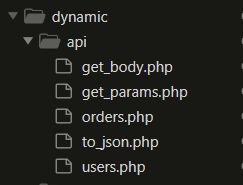 dynamic
api
get_body.php
get_params.php
orders.php
to_json.php
users.php